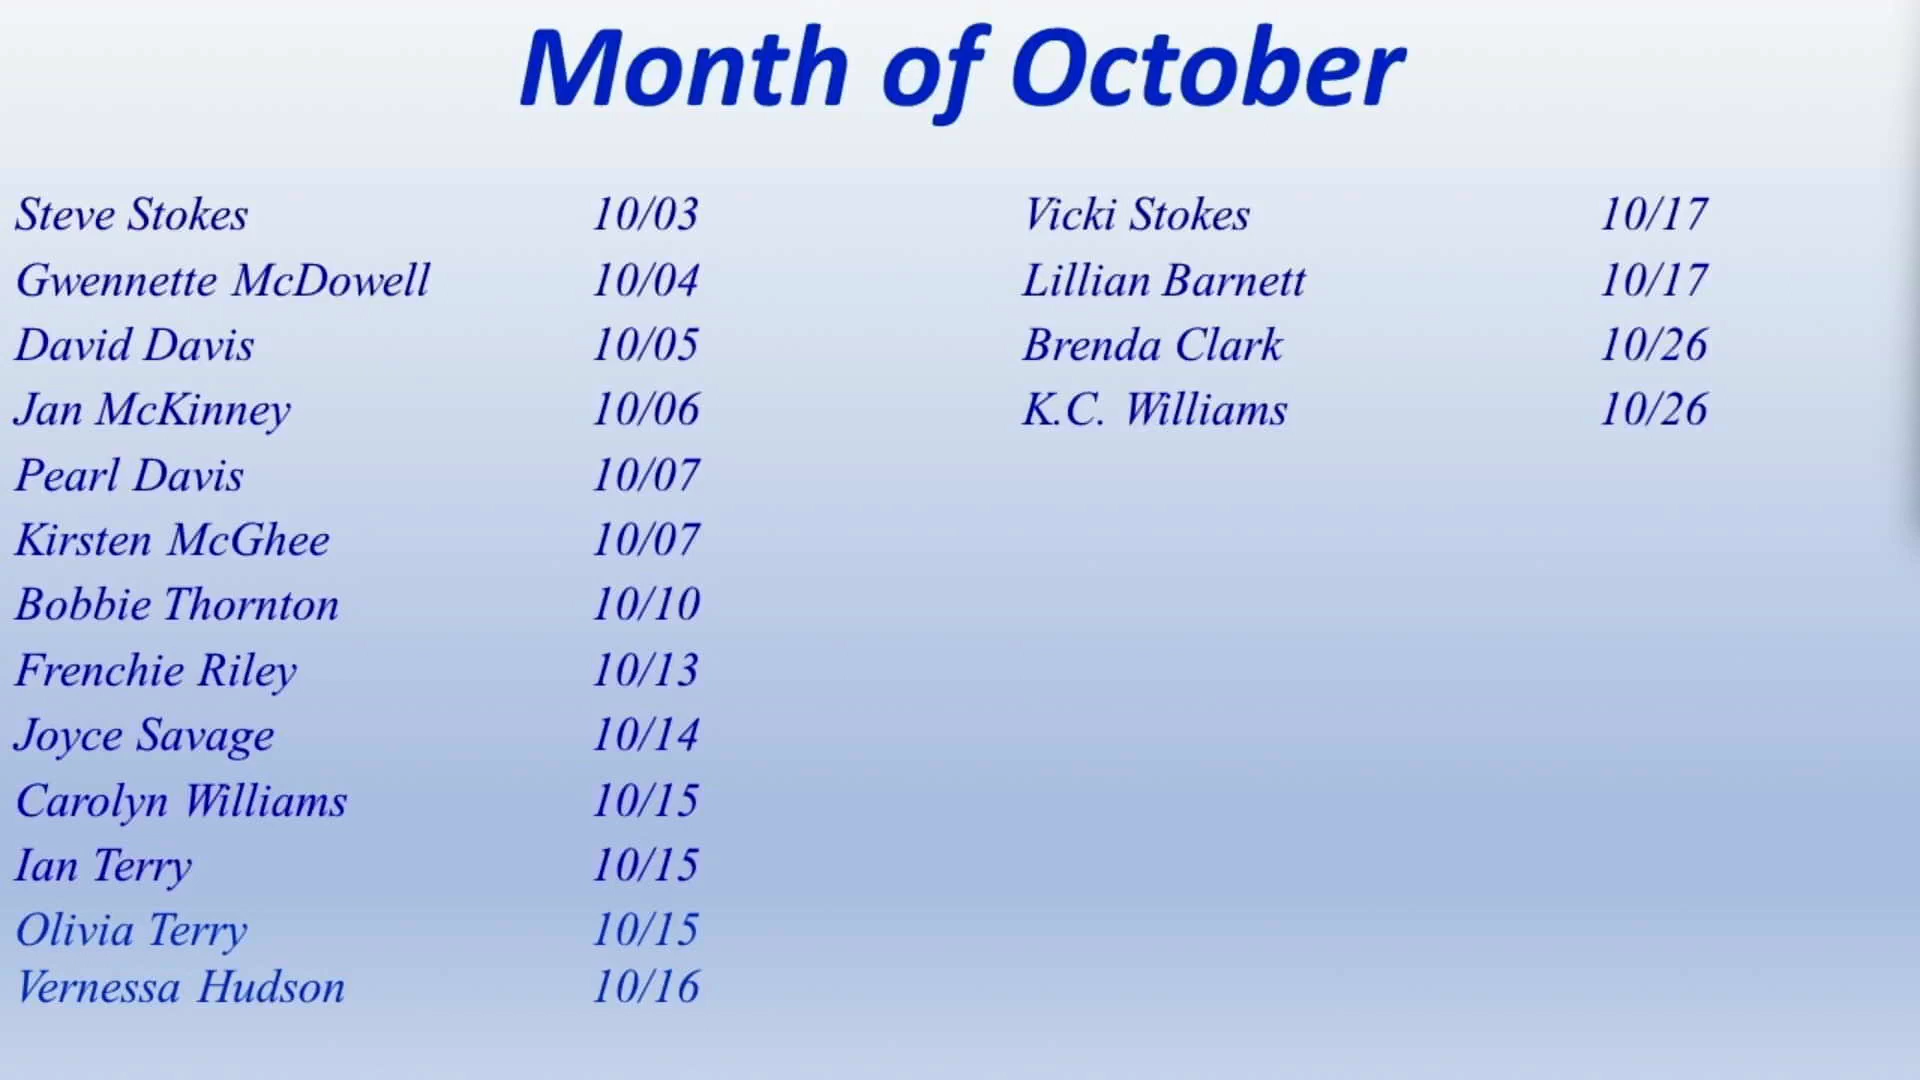 Month of October
Steve Stokes 10/03
Gwennette McDowell 10/04
David Davis 10/05
Jan McKinney 10/06
Pearl Davis 10/07
Kirsten McGhee 10/07
Bobbie Thornton 10/10
Frenchie Riley 10/13
Joyce Savage 10/14
Carolyn Williams 10/15
Ian Terry 10/15
Olivia Terry 10/15
Vernessa Hudson 10/16
Vicki Stokes 10/17
Lillian Barnett 10/17
Brenda Clark 10/26
K.C. Williams 10/26